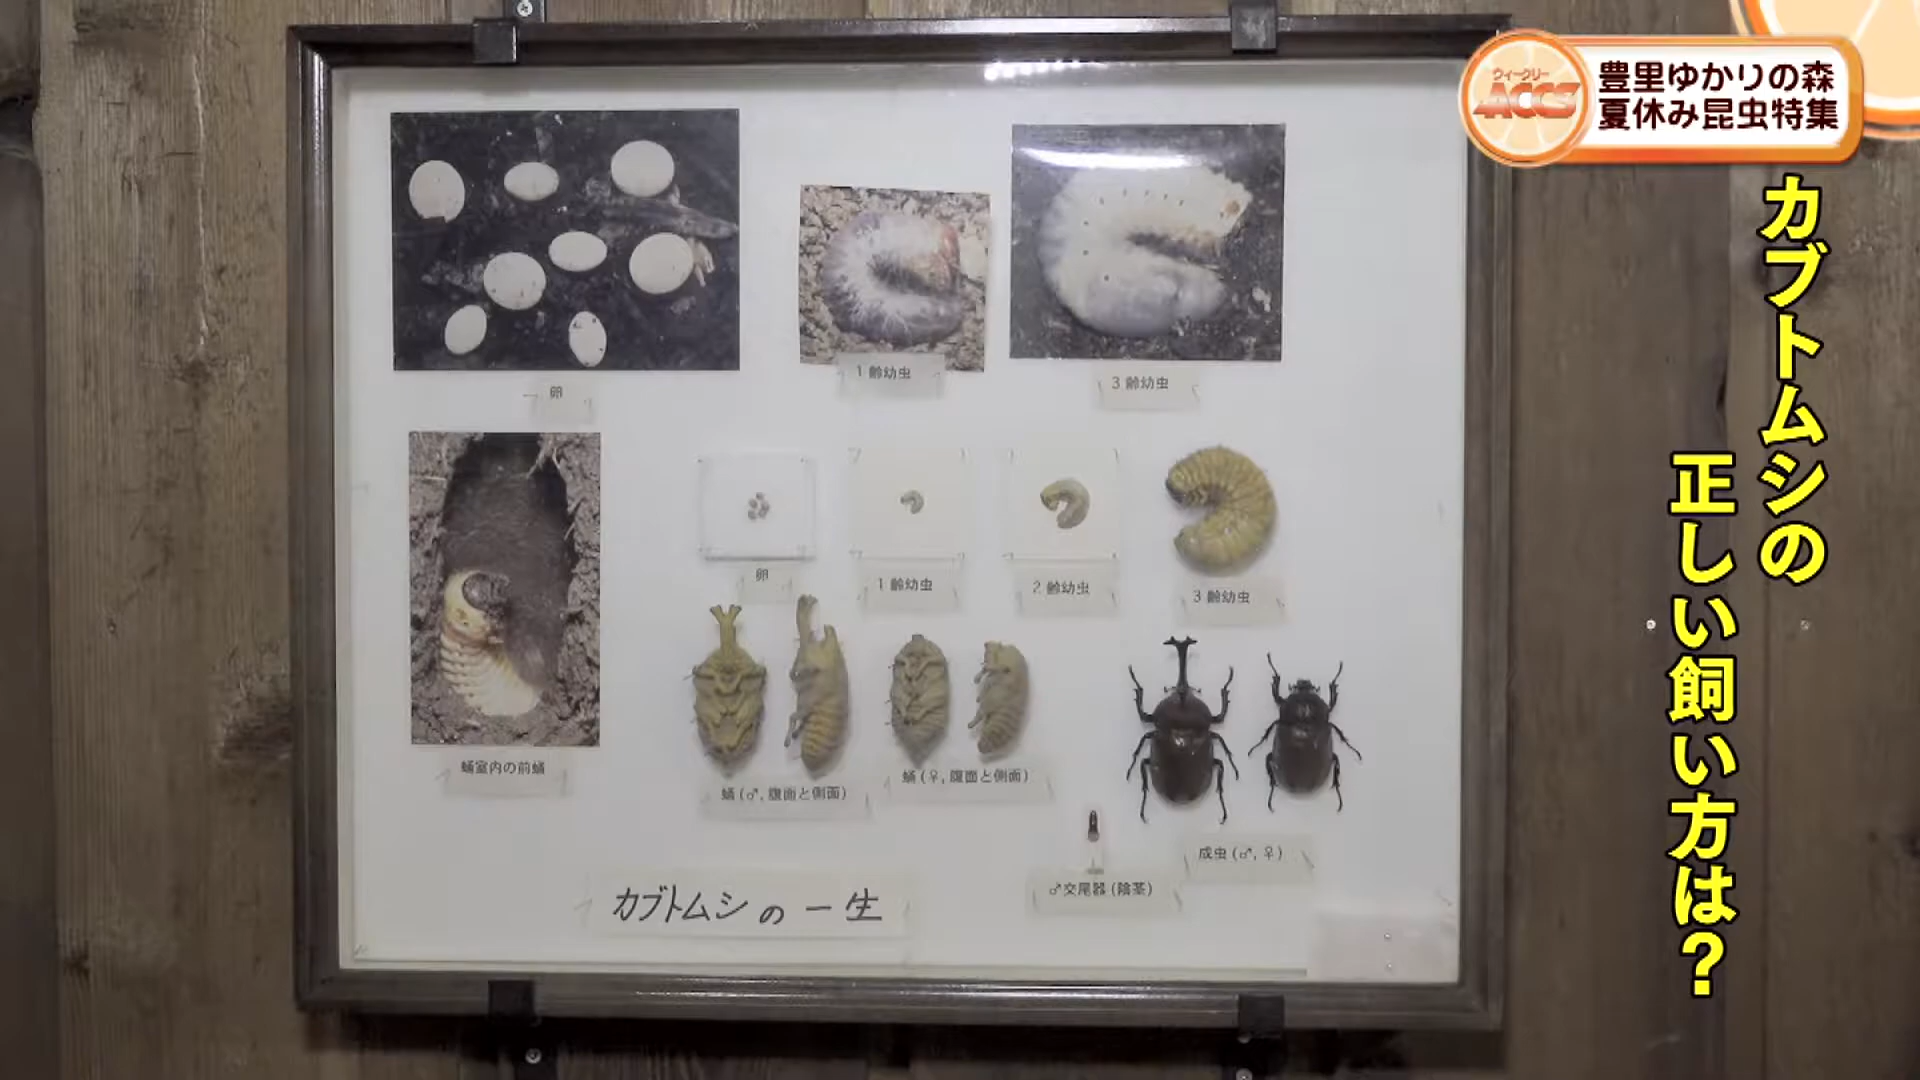 ウィークリー
ACCS
豊里ゆかりの森
夏休み昆虫特集
カブトムシの
正しい飼い方は?
卵
1齢幼虫
3齢幼虫
卵
1齢幼虫
2齢幼虫
3齢幼虫
蛹室内の前蛹
蛹(♂,腹面と側面)
蛹(♀,腹面と側面)
成虫(♂,♀)
♂交尾器(陰茎)
カブトムシの一生